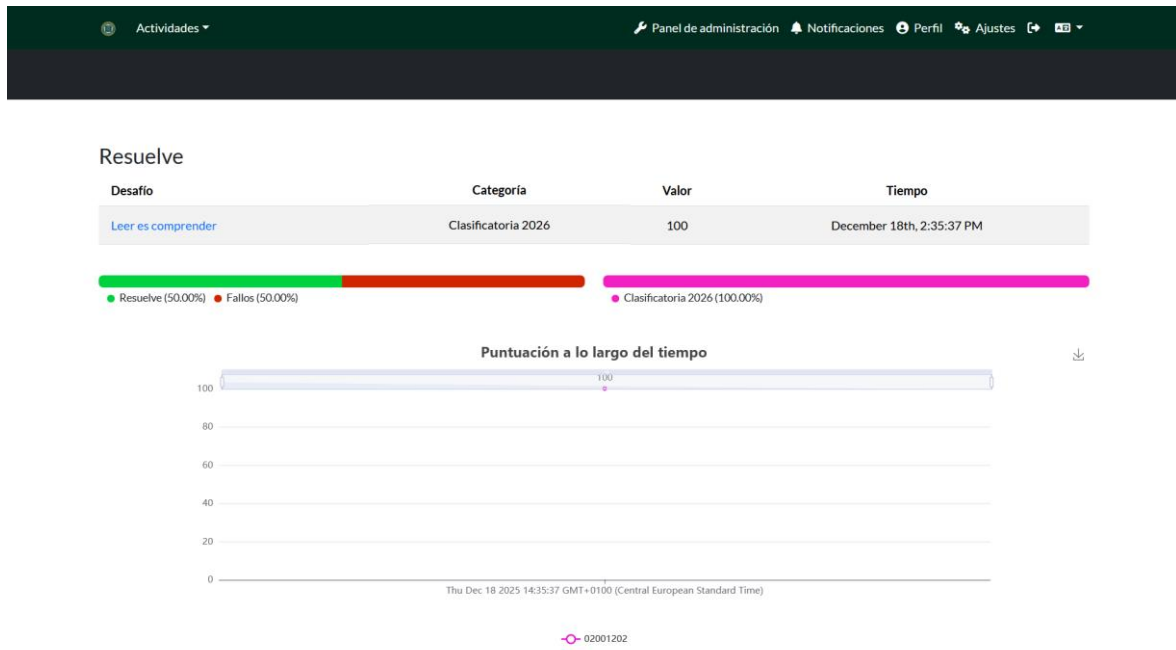 Actividades
Panel de administración Notificaciones Perfil Ajustes
Resuelve
Desafío Categoría Valor Tiempo
Leer es comprender Clasificatoria 2026 100 December 18th, 2:35:37 PM
Resuelve (50.00%) Fallos (50.00%) Clasificatoria 2026 (100.00%)
Puntuación a lo largo del tiempo
100
100
80
60
40
20
0
Thu Dec 18 2025 14:35:37 GMT+0100 (Central European Standard Time)
02001202